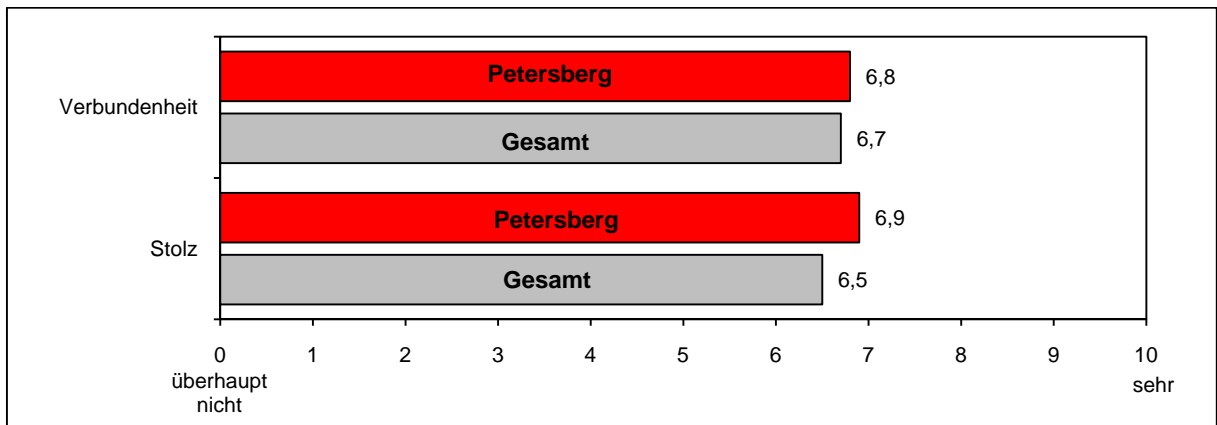 Verbundenheit
Petersberg
6,8
Gesamt
6,7
Stolz
Petersberg
6,9
Gesamt
6,5
0 1 2 3 4 5 6 7 8 9 10
überhaupt
nicht
sehr